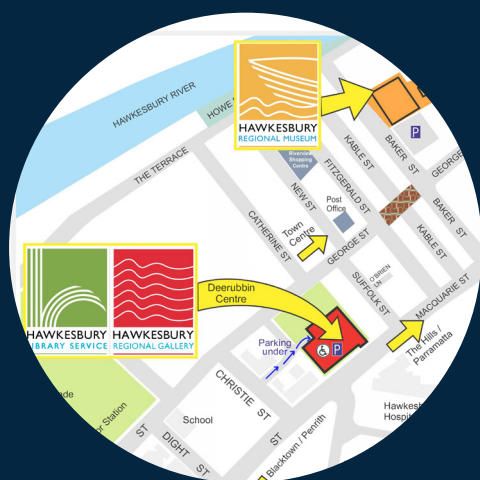 HAWKESBURY RIVER
HOWE
HAWKESBURY
REGIONAL MUSEUM
THE TERRACE
Riverview
Shopping
Centre
P
BAKER ST
GEORGE
KABLE ST
FITZGERALD ST
NEW ST
CATHERINE ST
Post
Office
Town
Centre
GEORGE ST
BAKER ST
KABLE ST
O'BRIEN
LN
SUFFOLK ST
MACQUARIE ST
HAWKESBURY
LIBRARY SERVICE
HAWKESBURY
REGIONAL GALLERY
Deerubbin
Centre
Parking
under
P
The Hills /
Parramatta
CHRISTIE ST
School
DIGHT ST
ST
ST
Blacktown / Penrith